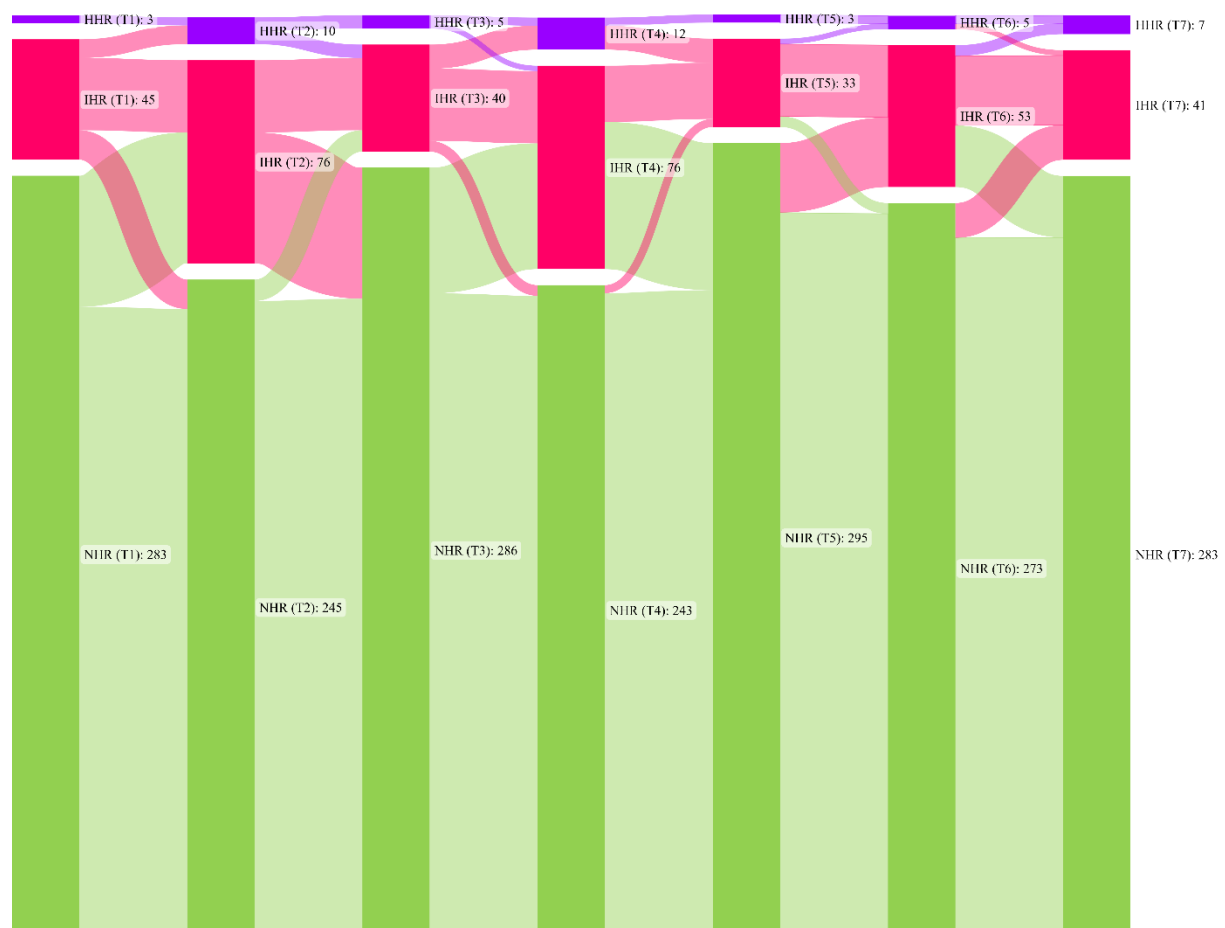 HHR (T1): 3
HHR (T2): 10
HHR (T3): 5
HHR (T4): 12
HHR (T5): 3
HHR (T6): 5
HHR (T7): 7
IHR (T1): 45
IHR (T2): 76
IHR (T3): 40
IHR (T4): 76
IHR (T5): 33
IHR (T6): 53
IHR (T7): 41
NHR (T1): 283
NHR (T2): 245
NHR (T3): 286
NHR (T4): 243
NHR (T5): 295
NHR (T6): 273
NHR (T7): 283